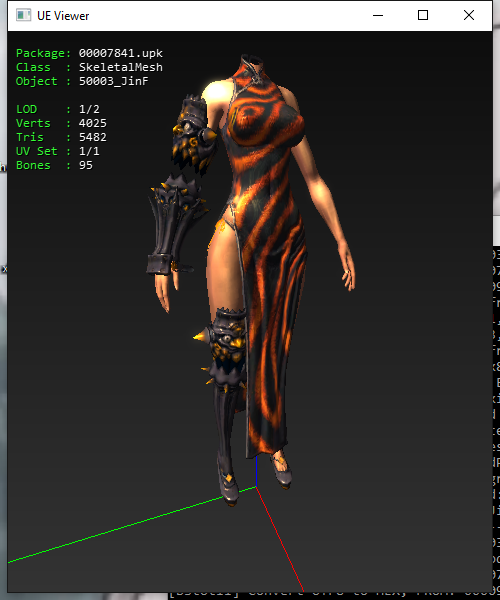 UE Viewer
Package: 00007841.upk
Class  : SkeletalMesh
Object : 50003_JinF
LOD    : 1/2
Verts  : 4025
Tris   : 5482
UV Set : 1/1
Bones  : 95